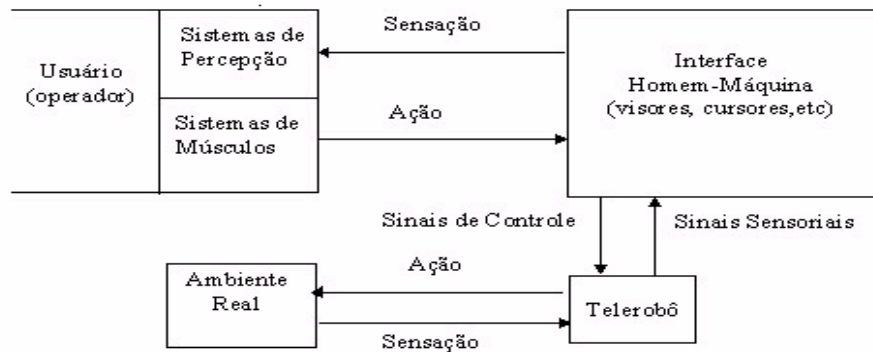 Usuário
(operador)
Sistemas de
Percepção
Sistemas de
Músculos
Sensação
Ação
Interface
Homem-Máquina
(visores, cursores,etc)
Sinais de Controle
Sinais Sensoriais
Ambiente
Real
Ação
Sensação
Telerobô